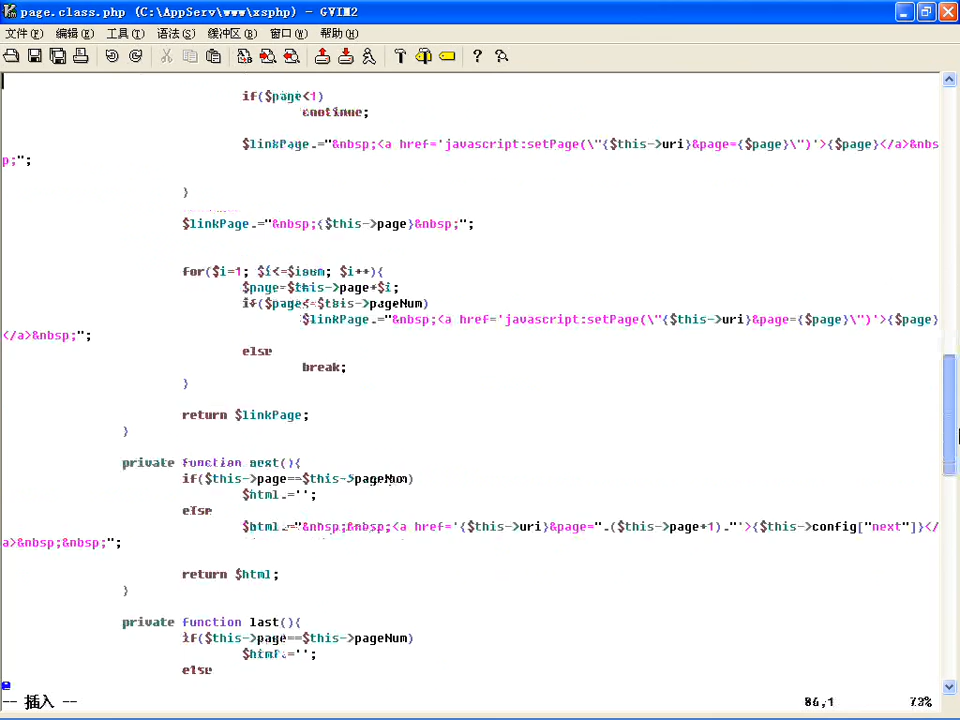 page.class.php (C:\AppServ\www\xsphp) - GVIM2
文件(F) 编辑(E) 工具(T) 语法(S) 缓冲区(B) 窗口(W) 帮助(H)
if($page<1)
continue;
$linkPage.="&nbsp;<a href='javascript:setPage(\"{$this->uri}&page={$page}\")'>{$page}</a>&nbs
p;";
}
$linkPage.="&nbsp;{$this->page}&nbsp;";
for($i=1; $i<=$inum; $i++){
$page=$this->page+$i;
if($page<=$this->pageNum)
$linkPage.="&nbsp;<a href='javascript:setPage(\"{$this->uri}&page={$page}\")'>{$page}
</a>&nbsp;";
else
break;
}
return $linkPage;
}
private function next(){
if($this->page==$this->pageNum)
$html.='';
else
$html.="&nbsp;&nbsp;<a href='{$this->uri}&page=".($this->page+1)."'>{$this->config["next"]}</
a>&nbsp;&nbsp;";
return $html;
}
private function last(){
if($this->page==$this->pageNum)
$html.='';
else
-- 插入 --
84,1